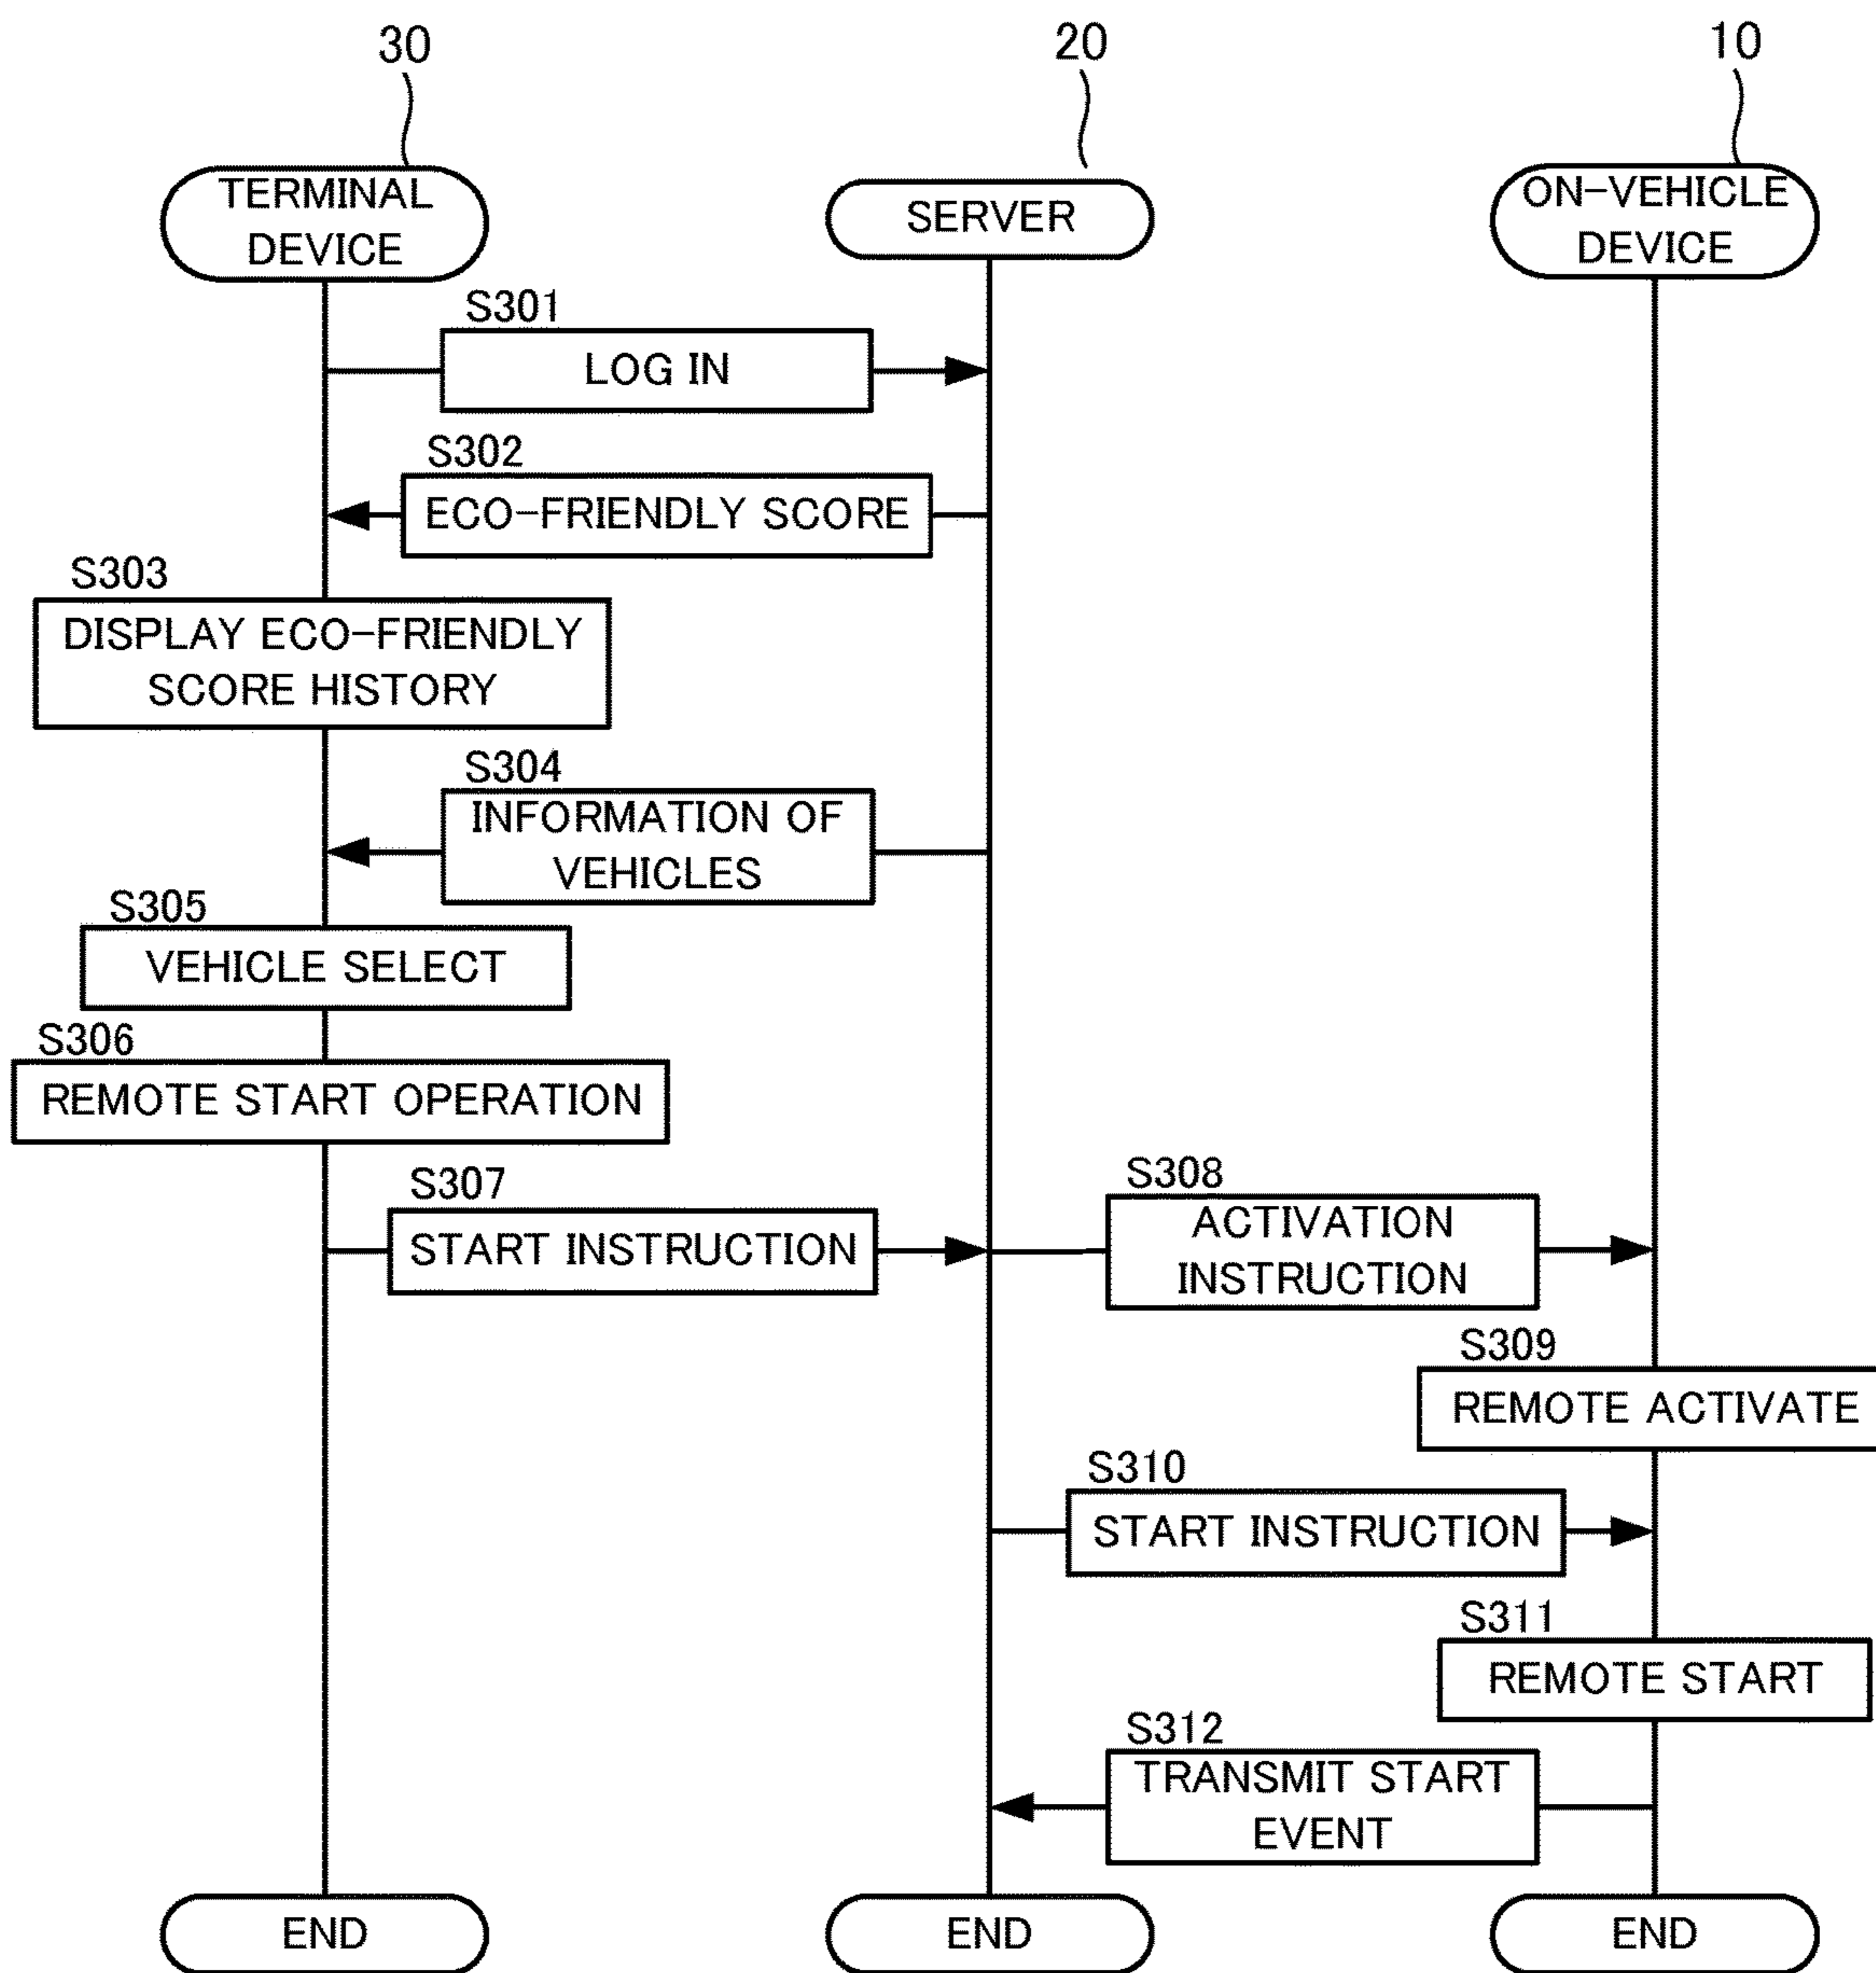 30
20
10
TERMINAL
DEVICE
SERVER
ON-VEHICLE
DEVICE
S301
LOG IN
S302
ECO-FRIENDLY SCORE
S303
DISPLAY ECO-FRIENDLY
SCORE HISTORY
S304
INFORMATION OF
VEHICLES
S305
VEHICLE SELECT
S306
REMOTE START OPERATION
S307
START INSTRUCTION
S308
ACTIVATION
INSTRUCTION
S309
REMOTE ACTIVATE
S310
START INSTRUCTION
S311
REMOTE START
S312
TRANSMIT START
EVENT
END
END
END